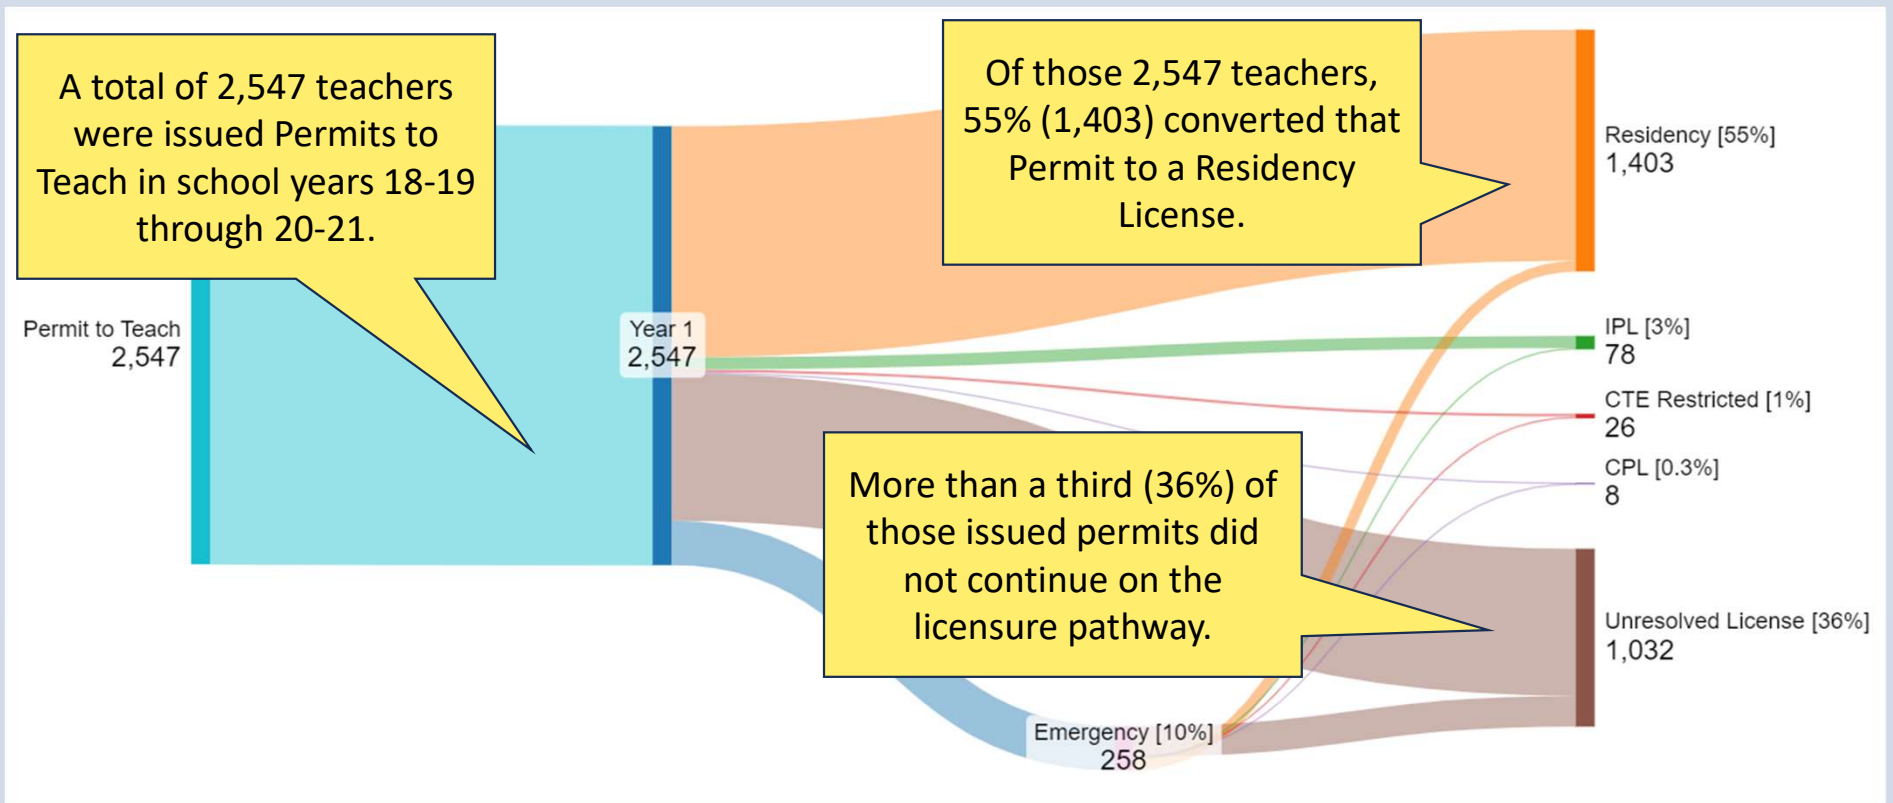 A total of 2,547 teachers
were issued Permits to
Teach in school years 18-19
through 20-21.
Of those 2,547 teachers,
55% (1,403) converted that
Permit to a Residency
License.
Residency [55%]
1,403
Permit to Teach
2,547
Year 1
2,547
IPL [3%]
78
CTE Restricted [1%]
26
CPL [0.3%]
8
More than a third (36%) of
those issued permits did
not continue on the
licensure pathway.
Unresolved License [36%]
1,032
Emergency [10%]
258